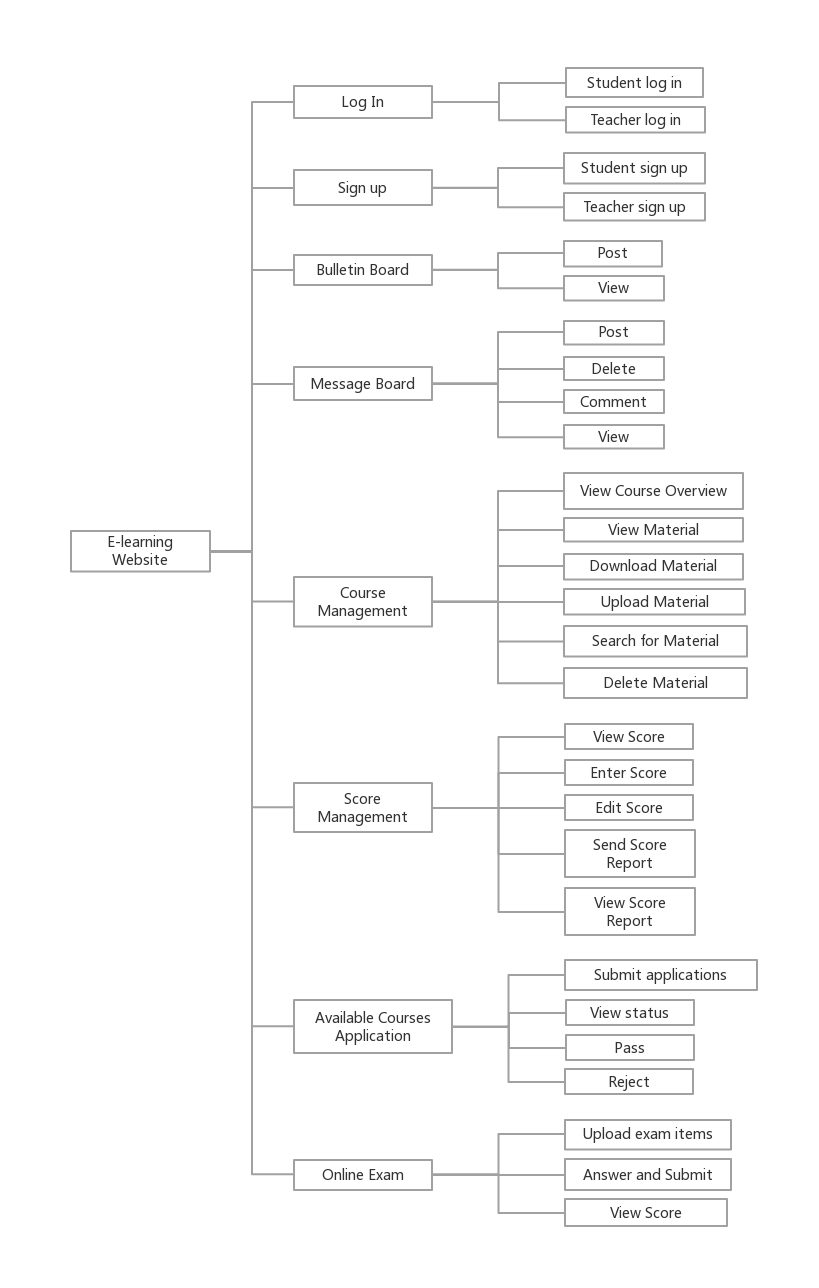 Student log in
Log In
Teacher log in
Student sign up
Sign up
Teacher sign up
Post
Bulletin Board
View
Post
Delete
Message Board
Comment
View
View Course Overview
View Material
E-learning
Website
Download Material
Course
Management
Upload Material
Search for Material
Delete Material
View Score
Enter Score
Score
Management
Edit Score
Send Score
Report
View Score
Report
Submit applications
View status
Available Courses
Application
Pass
Reject
Upload exam items
Online Exam
Answer and Submit
View Score